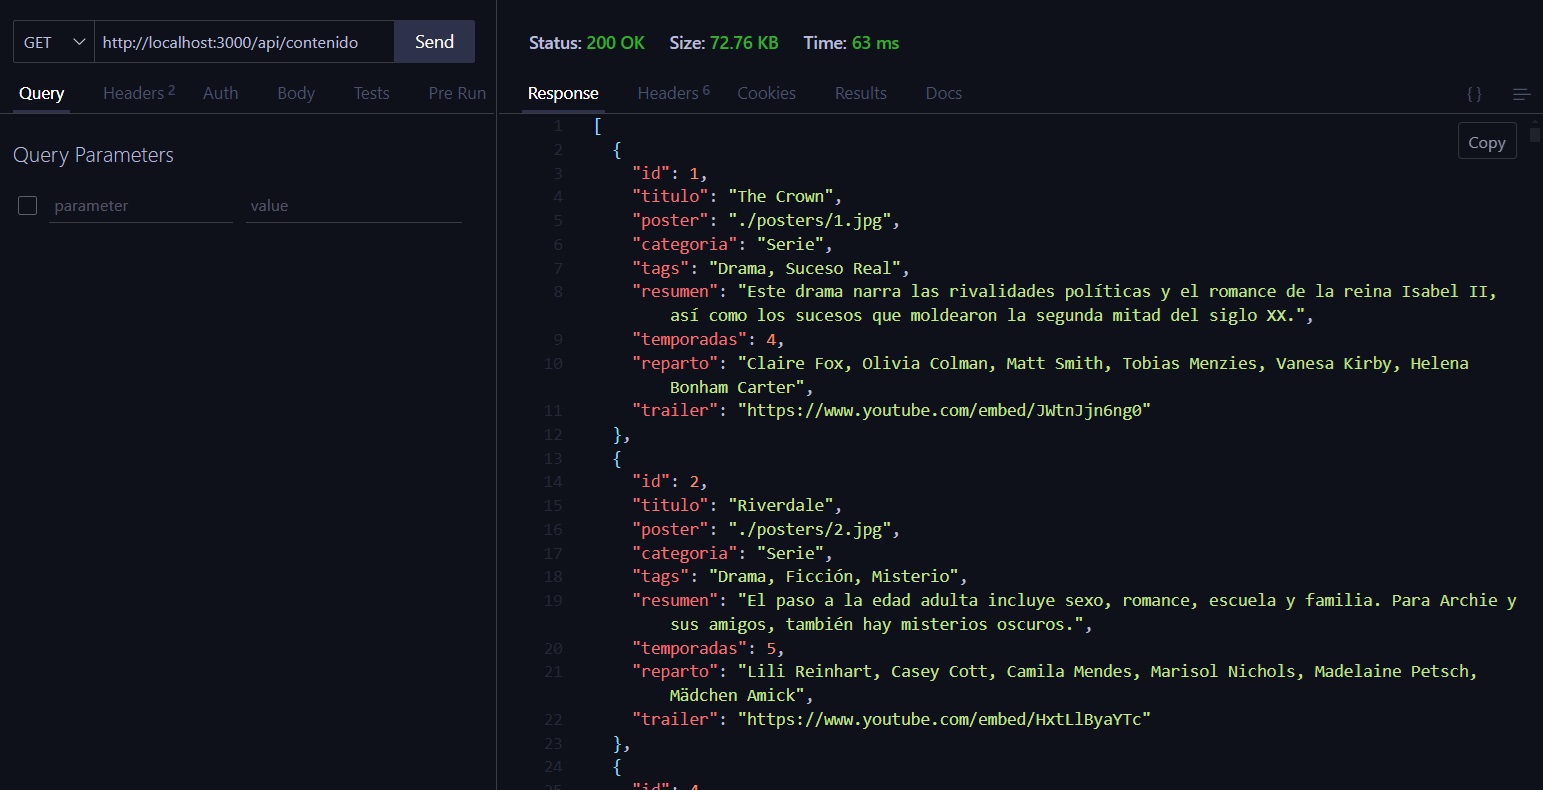 GET http://localhost:3000/api/contenido Send
Query Headers 2 Auth Body Tests Pre Run
Query Parameters
parameter value
Status: 200 OK Size: 72.76 KB Time: 63 ms
Response Headers 6 Cookies Results Docs { }
Copy
1 [
2 {
3 "id": 1,
4 "titulo": "The Crown",
5 "poster": "./posters/1.jpg",
6 "categoria": "Serie",
7 "tags": "Drama, Suceso Real",
8 "resumen": "Este drama narra las rivalidades políticas y el romance de la reina Isabel II,
así como los sucesos que moldearon la segunda mitad del siglo XX.",
9 "temporadas": 4,
10 "reparto": "Claire Fox, Olivia Colman, Matt Smith, Tobias Menzies, Vanesa Kirby, Helena
Bonham Carter",
11 "trailer": "https://www.youtube.com/embed/JWtnJjn6ng0"
12 },
13 {
14 "id": 2,
15 "titulo": "Riverdale",
16 "poster": "./posters/2.jpg",
17 "categoria": "Serie",
18 "tags": "Drama, Ficción, Misterio",
19 "resumen": "El paso a la edad adulta incluye sexo, romance, escuela y familia. Para Archie y
sus amigos, también hay misterios oscuros.",
20 "temporadas": 5,
21 "reparto": "Lili Reinhart, Casey Cott, Camila Mendes, Marisol Nichols, Madelaine Petsch,
Mädchen Amick",
22 "trailer": "https://www.youtube.com/embed/HxtLlByaYTc"
23 },
24 {
25 "id": 4